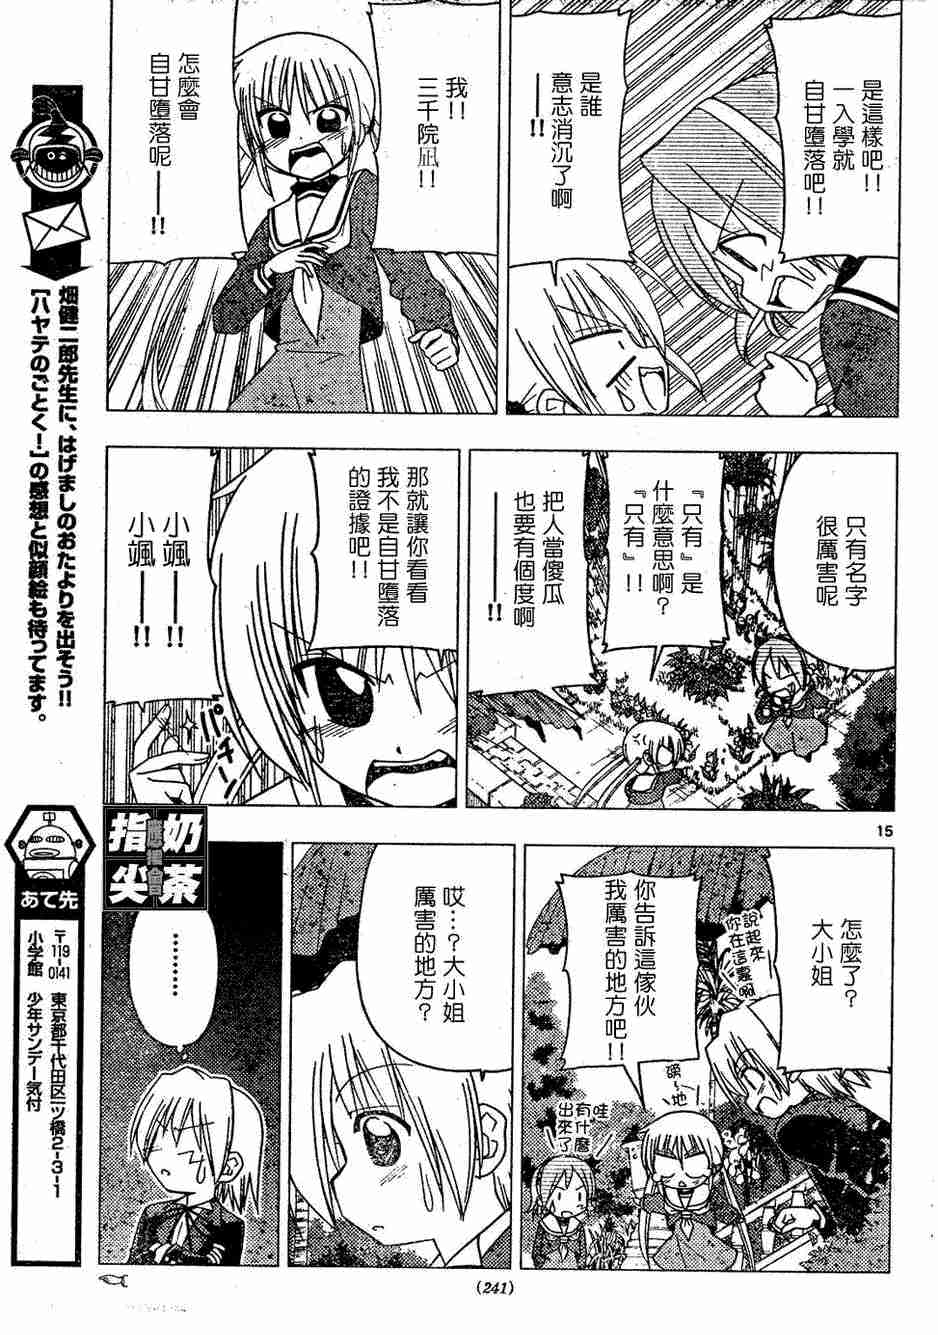 是這樣吧!!
一入學就
自甘墮落吧!!
是誰
意志消沉了啊
——!!
我!!
三千院凪!!
怎麼會
自甘墮落呢
——!!
只有名字
很厲害呢
『只有』是
什麼意思啊?
『只有』!!
把人當傻瓜
也要有個度啊
——!!
那就讓你看看
我不是自甘墮落
的證據吧!!
小颯——!!
小颯——!!
パチーン
15
怎麼了?
大小姐
說起來
你在這裏啊
你告訴這傢伙
我厲害的地方吧!!
磅~地
哇
有什麼
出來了
哎…?大小姐
厲害的地方?
………
奶茶
指尖
應援會
(241)
畑健二郎先生に、はげましのおたよりを出そう!!
[ハヤテのごとく!]の感想と似顔絵も待ってます。
あて先
〒119-0141 東京都千代田区一ツ橋2-3-1
小学館 少年サンデー気付